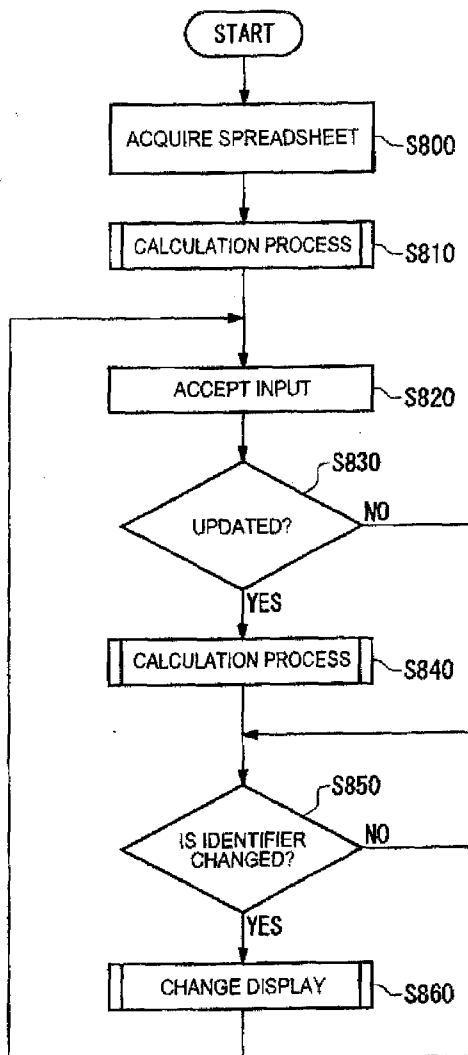 START
ACQUIRE SPREADSHEET S800
CALCULATION PROCESS S810
ACCEPT INPUT S820
S830
UPDATED? NO
YES
CALCULATION PROCESS S840
S850
IS IDENTIFIER NO
CHANGED?
YES
CHANGE DISPLAY S860